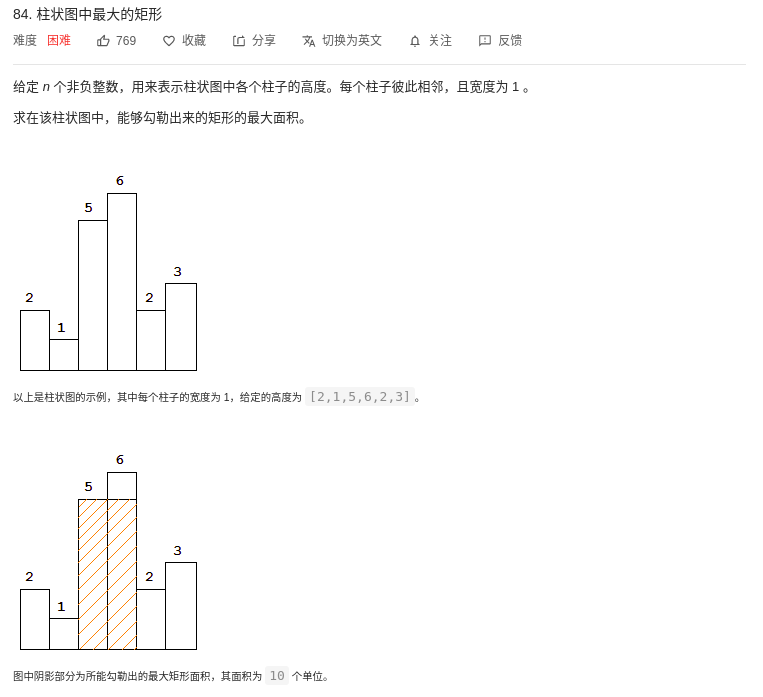 84. 柱状图中最大的矩形
难度 困难 769 收藏 分享 切换为英文 关注 反馈
给定 n 个非负整数，用来表示柱状图中各个柱子的高度。每个柱子彼此相邻，且宽度为 1 。
求在该柱状图中，能够勾勒出来的矩形的最大面积。
6
5
3
2 2
1
以上是柱状图的示例，其中每个柱子的宽度为 1，给定的高度为 [2,1,5,6,2,3]。
6
5
3
2 2
1
图中阴影部分为所能勾勒出的最大矩形面积，其面积为 10 个单位。